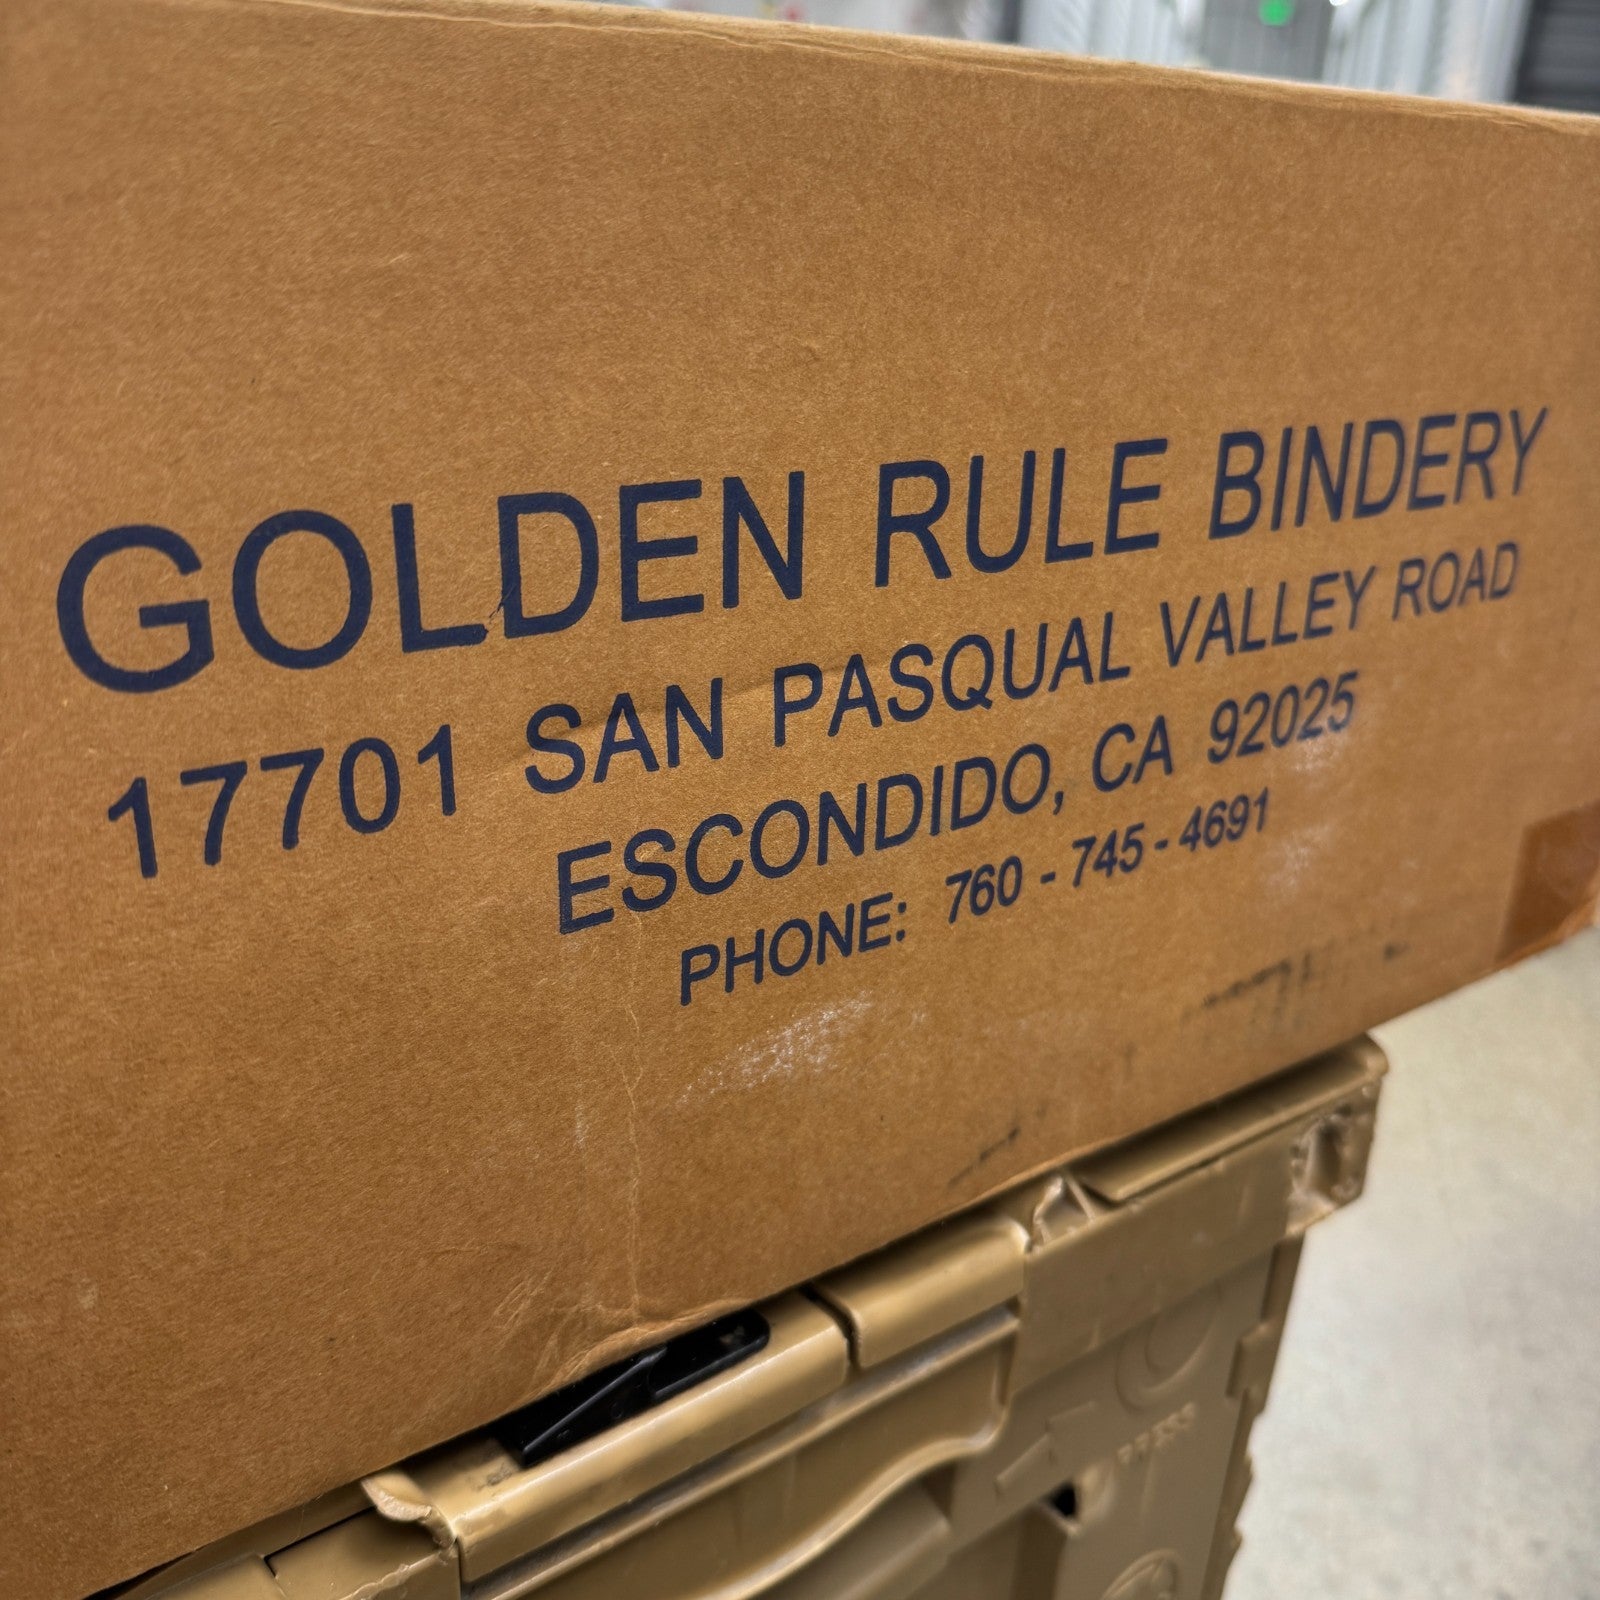 GOLDEN RULE BINDERY
17701 SAN PASQUAL VALLEY ROAD
ESCONDIDO, CA 92025
PHONE: 760 - 745 - 4691